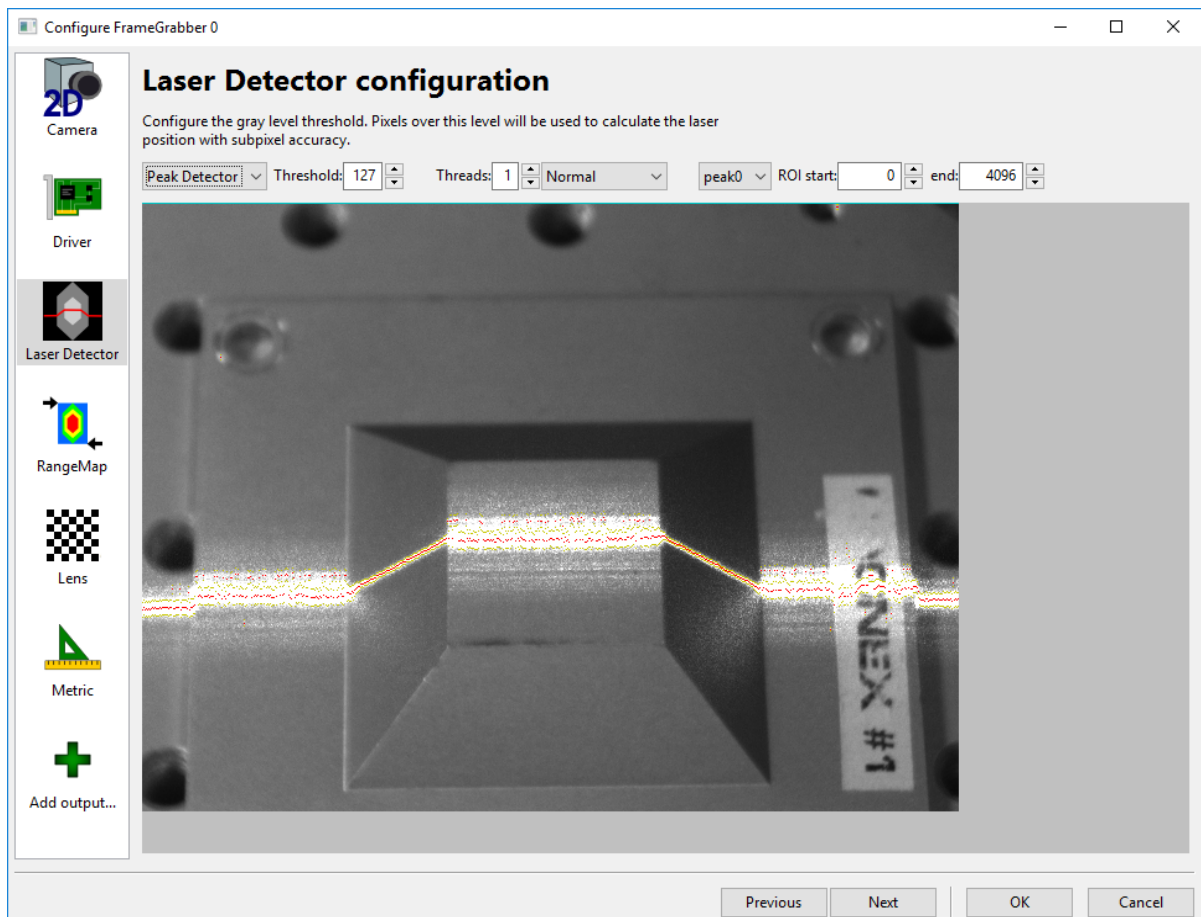 Configure FrameGrabber 0
2D
Camera
Driver
Laser Detector
RangeMap
Lens
Metric
Add output...
Laser Detector configuration
Configure the gray level threshold. Pixels over this level will be used to calculate the laser
position with subpixel accuracy.
Peak Detector Threshold: 127 Threads: 1 Normal peak0 ROI start: 0 end: 4096
#1
Previous Next OK Cancel